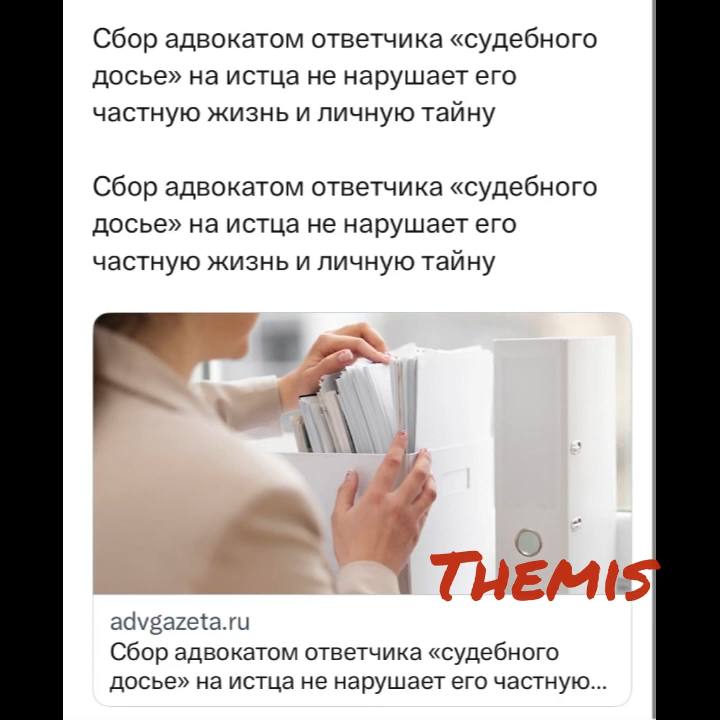 Сбор адвокатом ответчика «судебного
досье» на истца не нарушает его
частную жизнь и личную тайну
Сбор адвокатом ответчика «судебного
досье» на истца не нарушает его
частную жизнь и личную тайну
THEMIS
advgazeta.ru
Сбор адвокатом ответчика «судебного
досье» на истца не нарушает его частную...